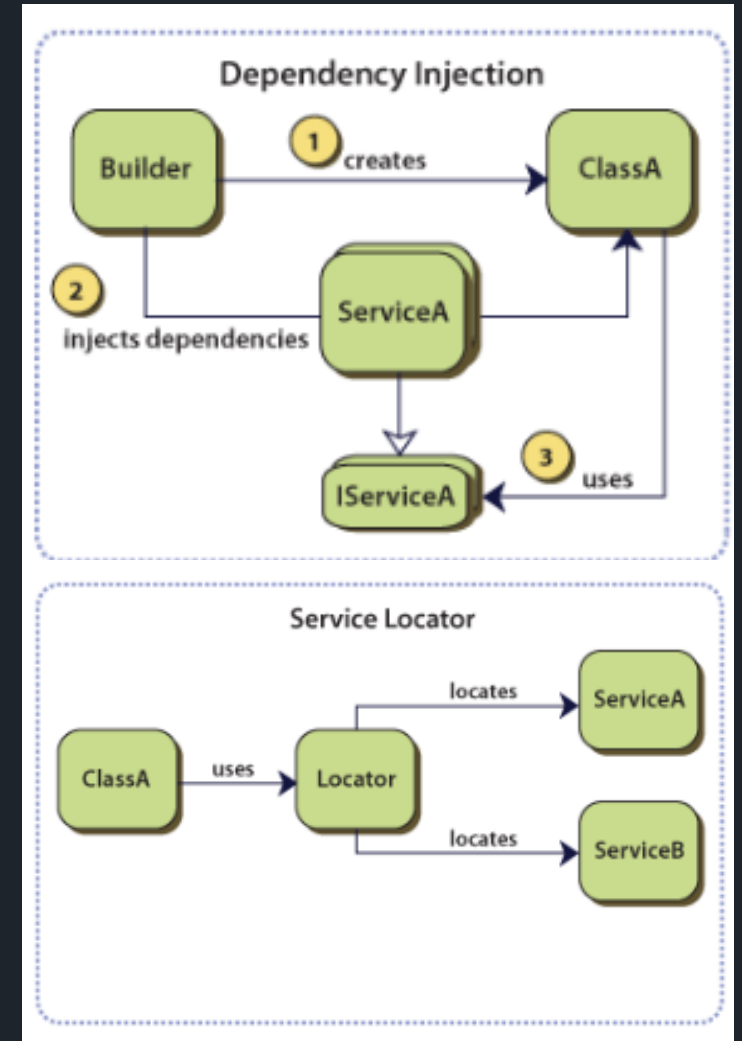 Dependency Injection
Builder
1
creates
ClassA
2
injects dependencies
ServiceA
IServiceA
3
uses
Service Locator
ClassA
uses
Locator
locates
ServiceA
locates
ServiceB